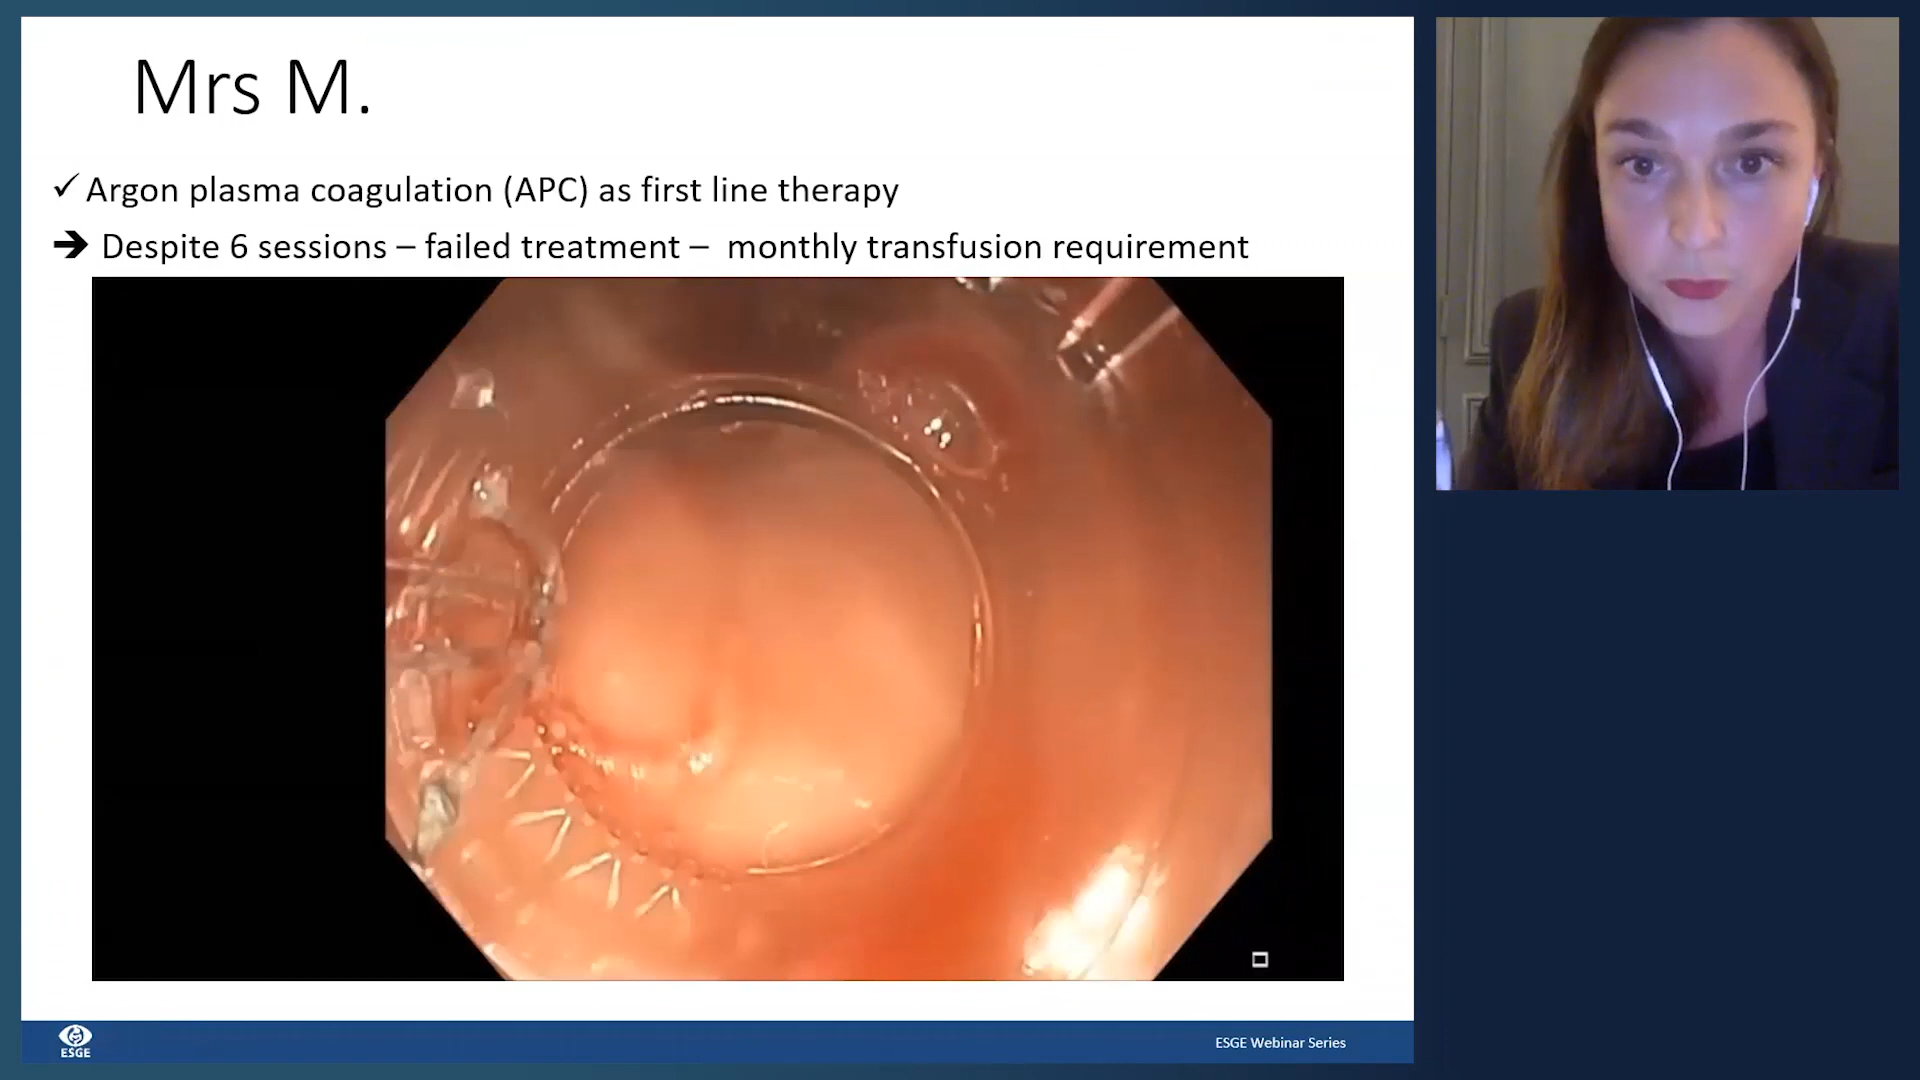 Mrs M.
✓ Argon plasma coagulation (APC) as first line therapy
➔ Despite 6 sessions – failed treatment – monthly transfusion requirement
ESGE
ESGE Webinar Series